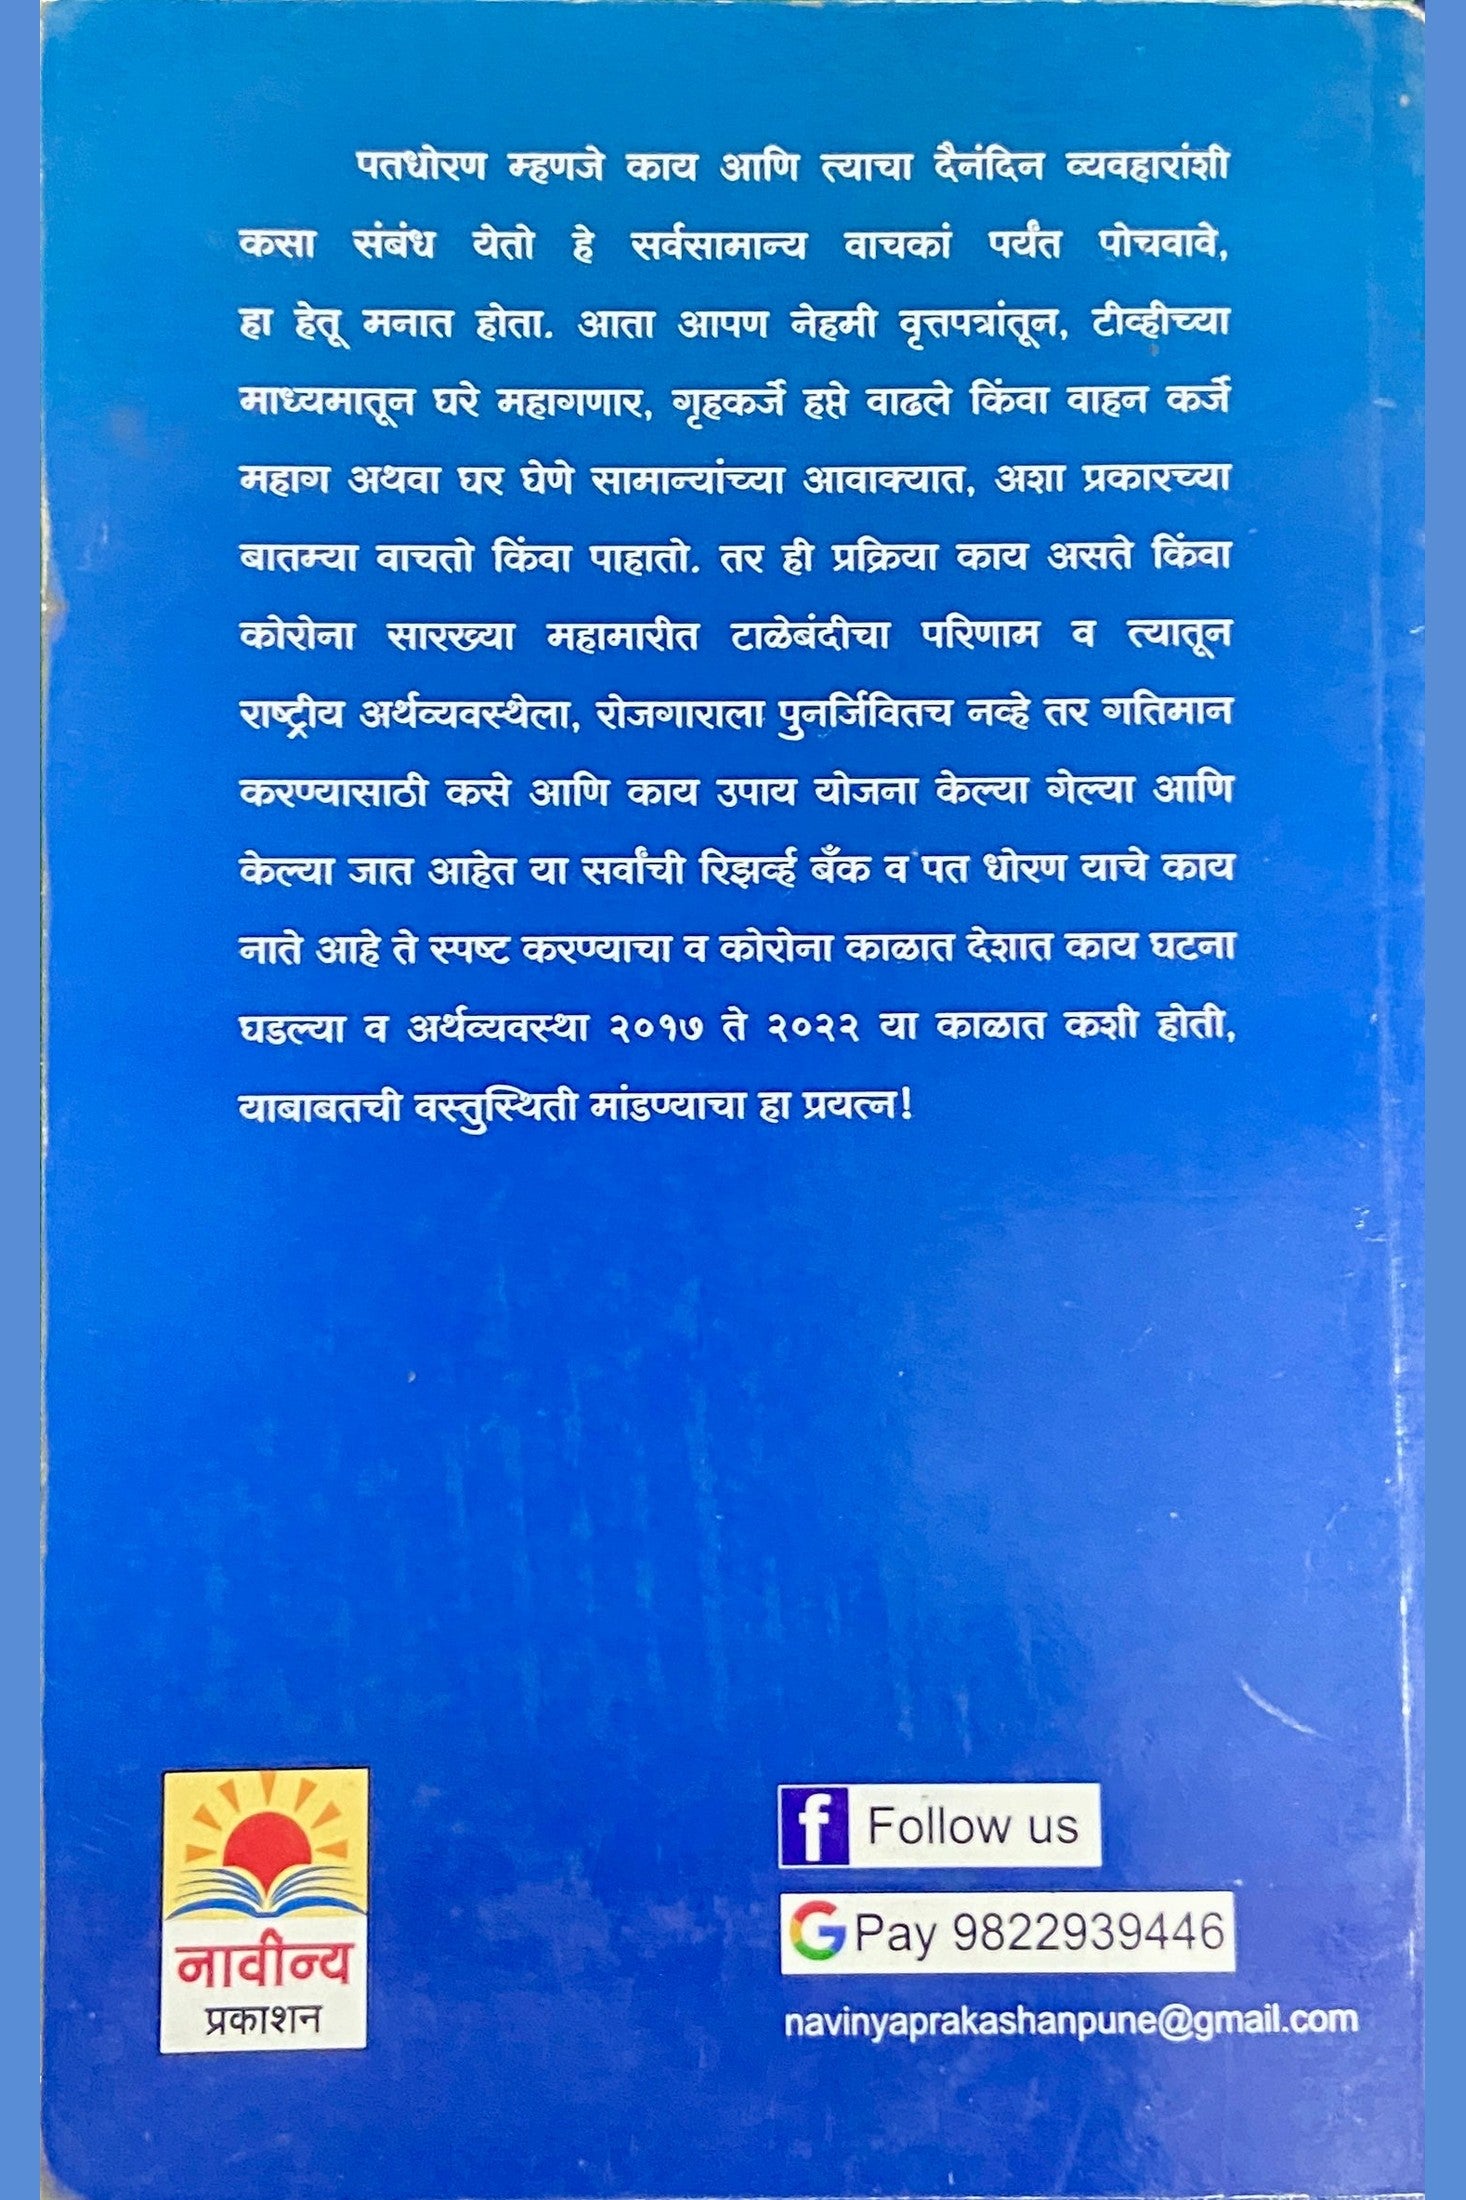 पतधोरण म्हणजे काय आणि त्याचा दैनंदिन व्यवहारांशी
कसा संबंध येतो हे सर्वसामान्य वाचकां पर्यंत पोचवावे,
हा हेतू मनात होता. आता आपण नेहमी वृत्तपत्रांतून, टीव्हीच्या
माध्यमातून घरे महागणार, गृहकर्जे हप्ते वाढले किंवा वाहन कर्जे
महाग अथवा घर घेणे सामान्यांच्या आवाक्यात, अशा प्रकारच्या
बातम्या वाचतो किंवा पाहातो. तर ही प्रक्रिया काय असते किंवा
कोरोना सारख्या महामारीत टाळेबंदीचा परिणाम व त्यातून
राष्ट्रीय अर्थव्यवस्थेला, रोजगाराला पुनर्जिवितच नव्हे तर गतिमान
करण्यासाठी कसे आणि काय उपाय योजना केल्या गेल्या आणि
केल्या जात आहेत या सर्वांची रिझर्व्ह बँक व पत धोरण याचे काय
नाते आहे ते स्पष्ट करण्याचा व कोरोना काळात देशात काय घटना
घडल्या व अर्थव्यवस्था २०१७ ते २०२२ या काळात कशी होती,
याबाबतची वस्तुस्थिती मांडण्याचा हा प्रयत्न!
नावीन्य
प्रकाशन
f Follow us
G Pay 9822939446
navinyaprakashanpune@gmail.com